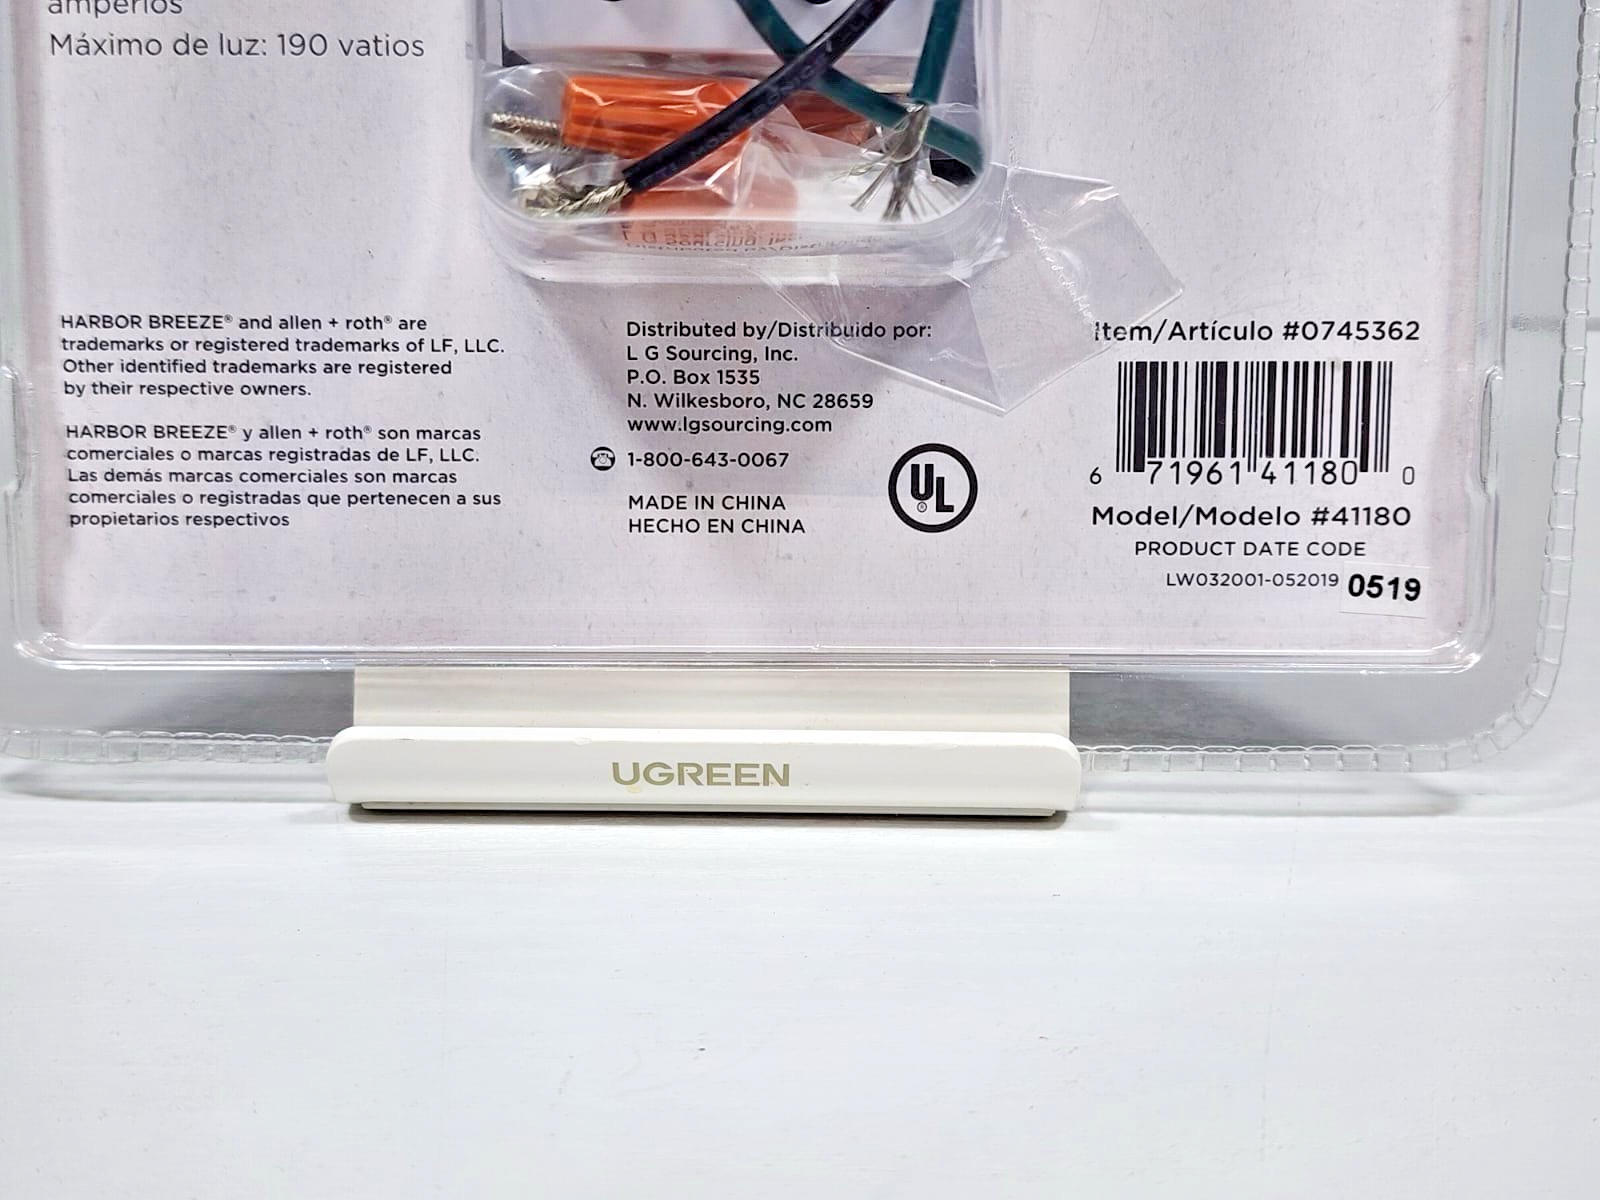 amperios
Máximo de luz: 190 vatios
HARBOR BREEZE® and allen + roth® are
trademarks or registered trademarks of LF, LLC.
Other identified trademarks are registered
by their respective owners.
HARBOR BREEZE® y allen + roth® son marcas
comerciales o marcas registradas de LF, LLC.
Las demás marcas comerciales son marcas
comerciales o registradas que pertenecen a sus
propietarios respectivos
Distributed by/Distribuido por:
L G Sourcing, Inc.
P.O. Box 1535
N. Wilkesboro, NC 28659
www.lgsourcing.com
1-800-643-0067
MADE IN CHINA
HECHO EN CHINA
UL®
Item/Artículo #0745362
6 71961 41180 0
Model/Modelo #41180
PRODUCT DATE CODE
LW032001-052019 0519
UGREEN